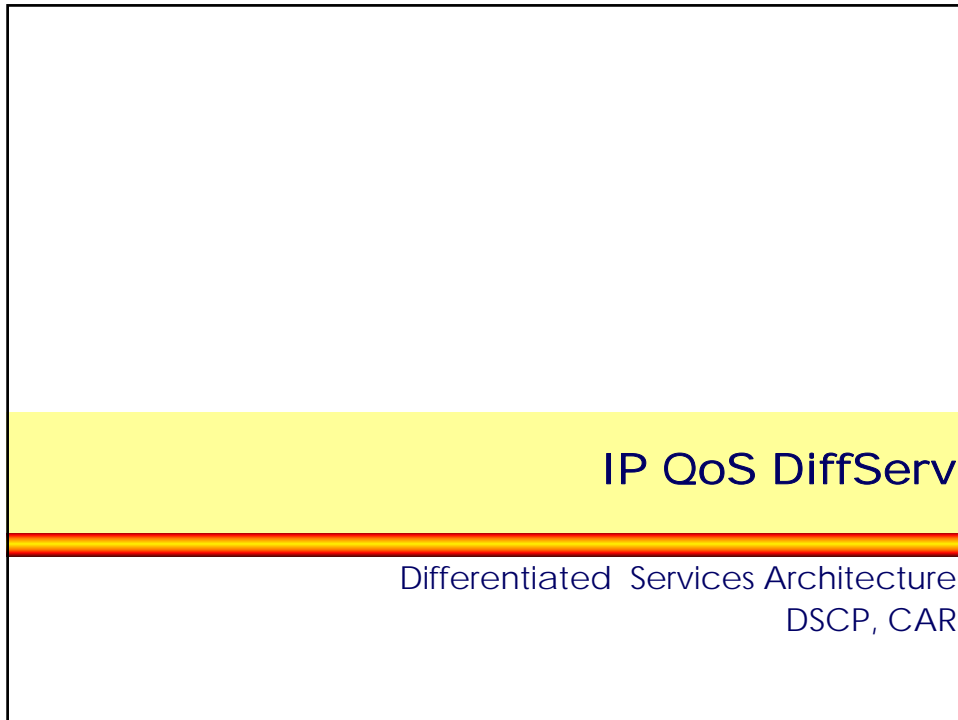 IP QoS DiffServ
Differentiated Services Architecture
DSCP, CAR